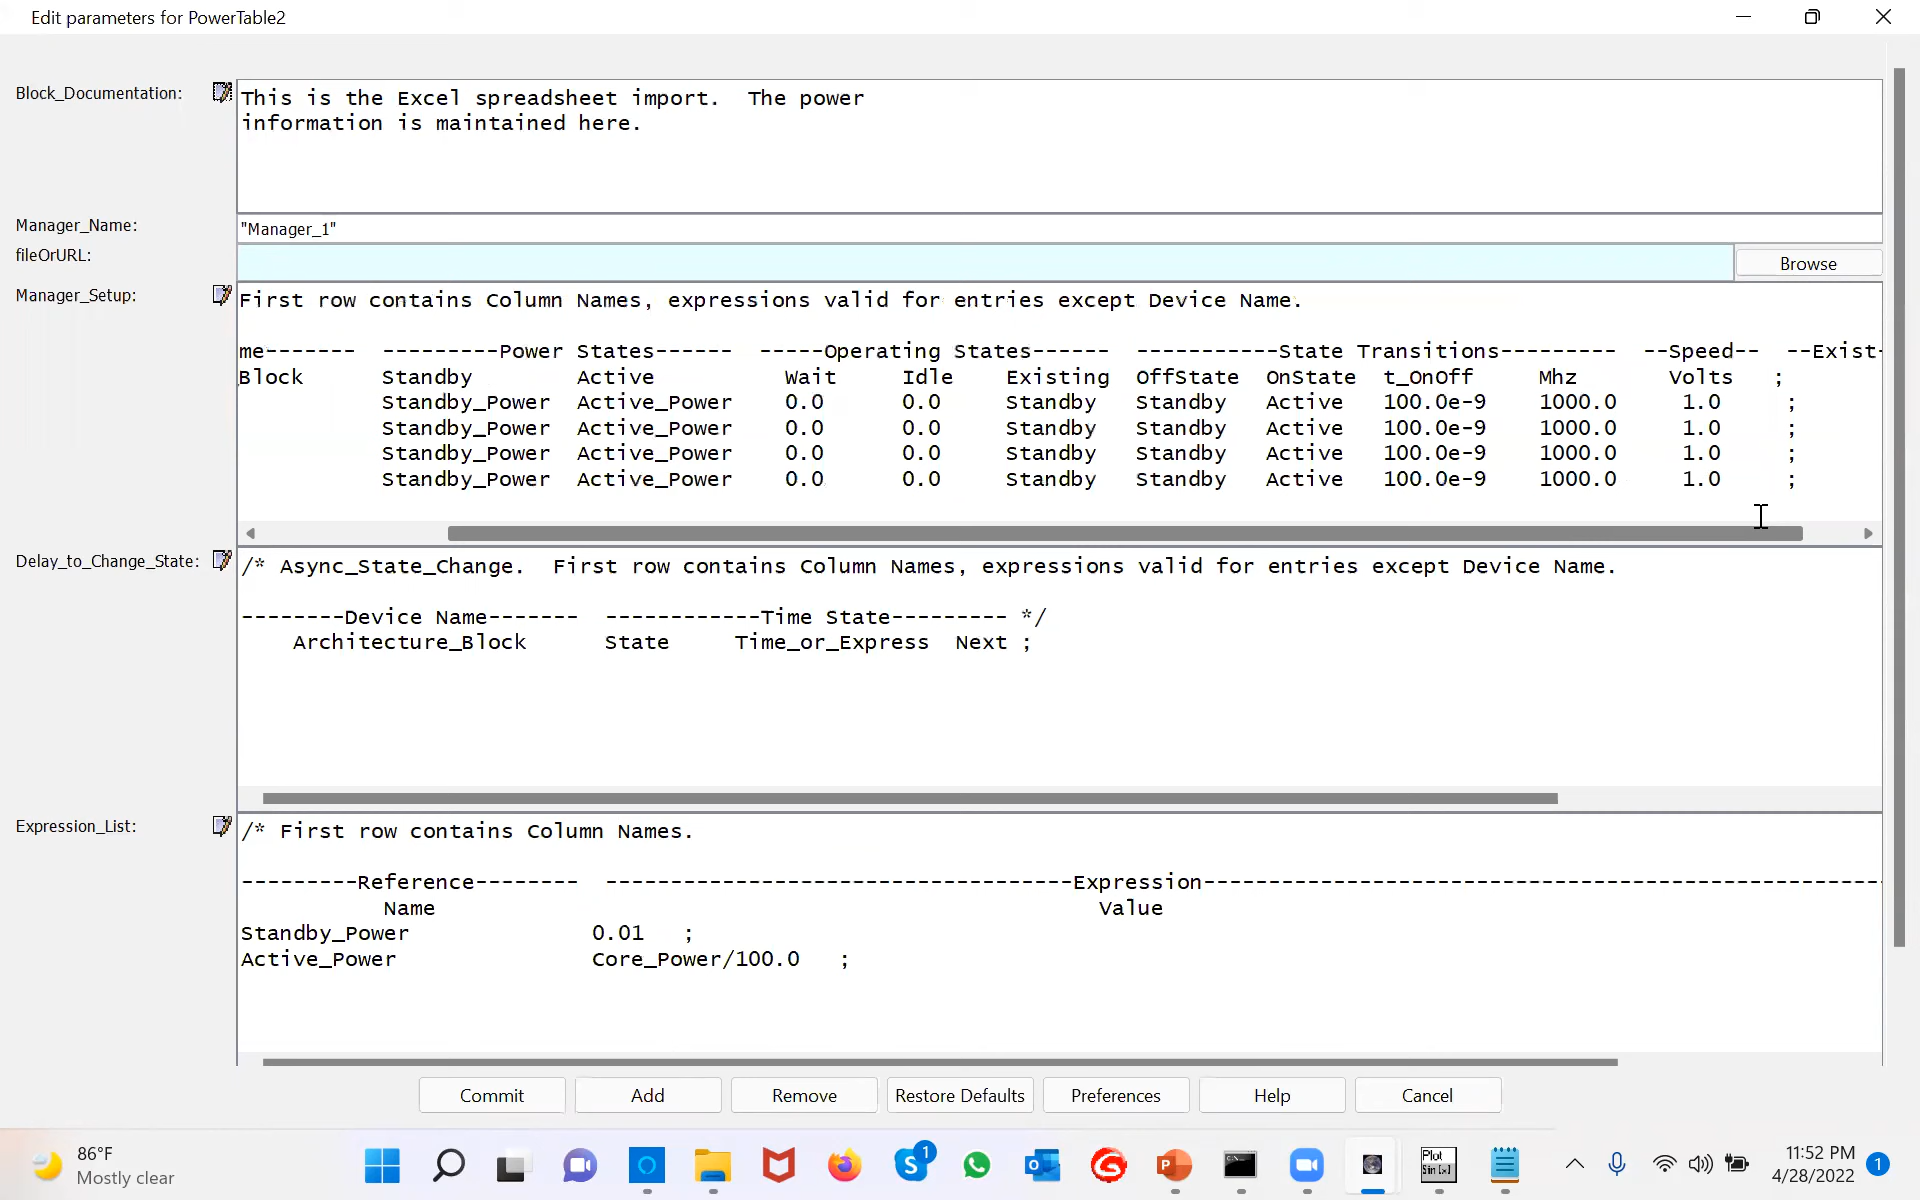 Edit parameters for PowerTable2
Block_Documentation:
This is the Excel spreadsheet import.  The power
information is maintained here.
Manager_Name:
"Manager_1"
fileOrURL:
Browse
Manager_Setup:
First row contains Column Names, expressions valid for entries except Device Name.
me-------  ---------Power States------  -----Operating States------  -----------State Transitions---------  --Speed--  --Exist-
Block  Standby  Active  Wait  Idle  Existing  OffState  OnState  t_OnOff  Mhz  Volts  ;
Standby_Power  Active_Power  0.0  0.0  Standby  Standby  Active  100.0e-9  1000.0  1.0  ;
Standby_Power  Active_Power  0.0  0.0  Standby  Standby  Active  100.0e-9  1000.0  1.0  ;
Standby_Power  Active_Power  0.0  0.0  Standby  Standby  Active  100.0e-9  1000.0  1.0  ;
Standby_Power  Active_Power  0.0  0.0  Standby  Standby  Active  100.0e-9  1000.0  1.0  ;
Delay_to_Change_State:
/* Async_State_Change.  First row contains Column Names, expressions valid for entries except Device Name.
--------Device Name-------  ------------Time State--------- */
Architecture_Block  State  Time_or_Express  Next ;
Expression_List:
/* First row contains Column Names.
---------Reference--------  ------------------------------------Expression-----------------------------------------------------
Name  Value
Standby_Power  0.01  ;
Active_Power  Core_Power/100.0  ;
Commit  Add  Remove  Restore Defaults  Preferences  Help  Cancel
86°F
Mostly clear
S 1
Plot
Sin [x]
11:52 PM
4/28/2022
1